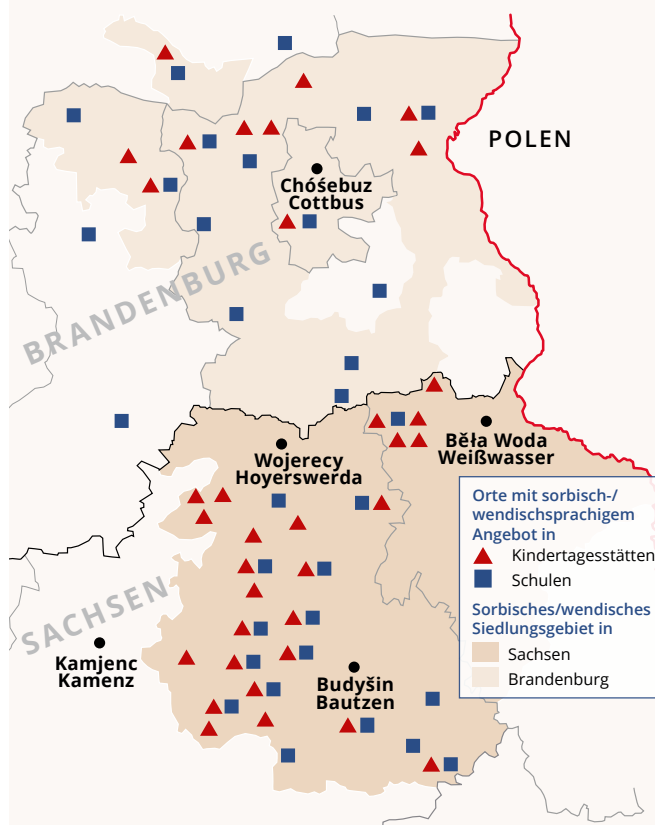 POLEN
Chóśebuz
Cottbus
BRANDENBURG
Běła Woda
Weißwasser
Wojerecy
Hoyerswerda
Orte mit sorbisch-/
wendischsprachigem
Angebot in
Kindertagesstätten
Schulen
Sorbisches/wendisches
Siedlungsgebiet in
Sachsen
Brandenburg
SACHSEN
Kamjenc
Kamenz
Budyšin
Bautzen